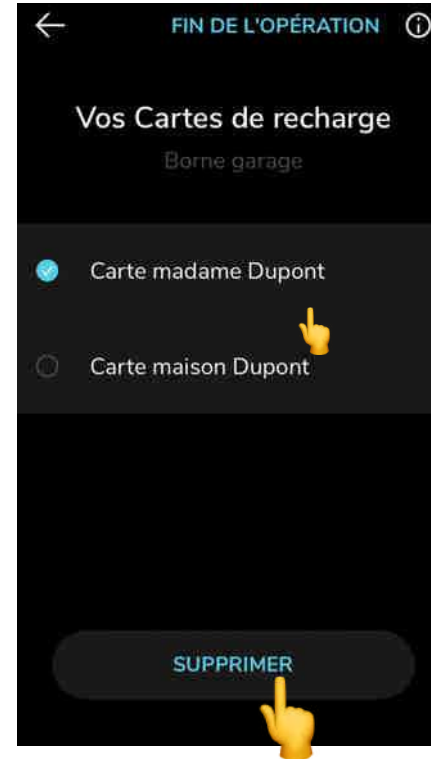 FIN DE L'OPÉRATION
Vos Cartes de recharge
Borne garage
Carte madame Dupont
Carte maison Dupont
SUPPRIMER